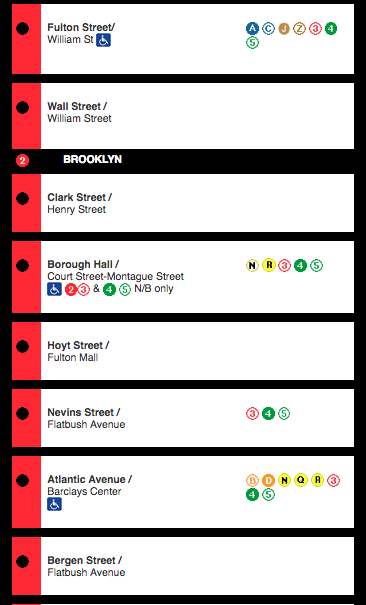 Fulton Street/
William St
A C J Z 3 4
5
Wall Street /
William Street
2 BROOKLYN
Clark Street /
Henry Street
Borough Hall /
Court Street-Montague Street
2 3 & 4 5 N/B only
N R 3 4 5
Hoyt Street /
Fulton Mall
Nevins Street /
Flatbush Avenue
3 4 5
Atlantic Avenue /
Barclays Center
B D N Q R 3
4 5
Bergen Street /
Flatbush Avenue